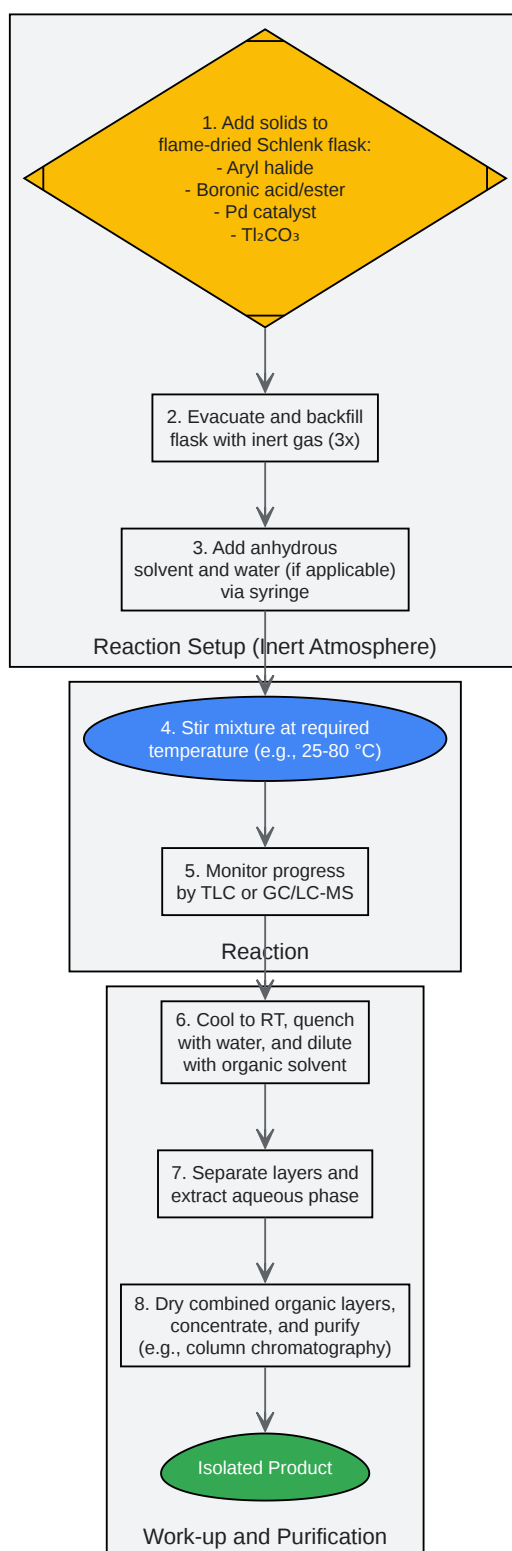 1. Add solids to
flame-dried Schlenk flask:
- Aryl halide
- Boronic acid/ester
- Pd catalyst
- Tl₂CO₃
2. Evacuate and backfill
flask with inert gas (3x)
3. Add anhydrous
solvent and water (if applicable)
via syringe
Reaction Setup (Inert Atmosphere)
4. Stir mixture at required
temperature (e.g., 25-80 °C)
5. Monitor progress
by TLC or GC/LC-MS
Reaction
6. Cool to RT, quench
with water, and dilute
with organic solvent
7. Separate layers and
extract aqueous phase
8. Dry combined organic layers,
concentrate, and purify
(e.g., column chromatography)
Isolated Product
Work-up and Purification